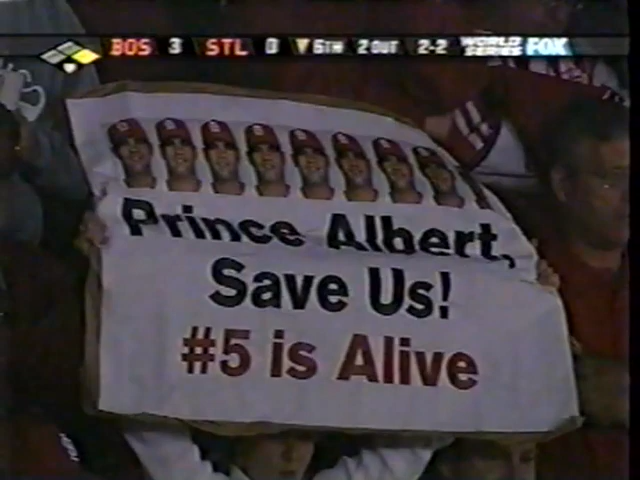 BOS 3 STL 0 ▼6TH 2 OUT 2-2 WORLD SERIES FOX
Prince Albert,
Save Us!
#5 is Alive